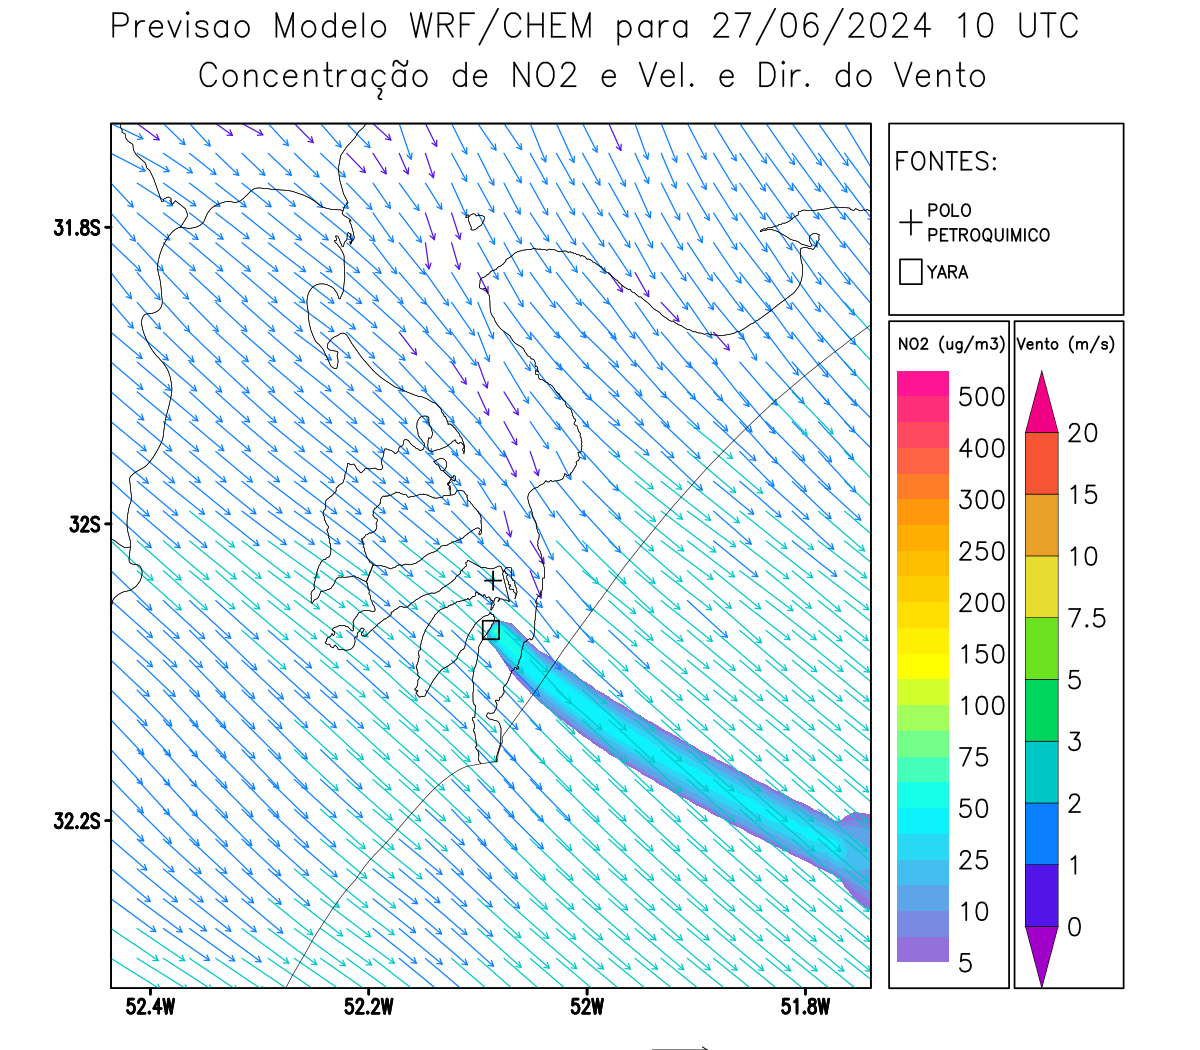 Previsao Modelo WRF/CHEM para 27/06/2024 10 UTC
Concentração de NO2 e Vel. e Dir. do Vento
FONTES:
POLO
PETROQUIMICO
YARA
NO2 (ug/m3)
500
400
300
250
200
150
100
75
50
25
10
5
Vento (m/s)
20
15
10
7.5
5
3
2
1
0
31.8S
32S
32.2S
52.4W
52.2W
52W
51.8W